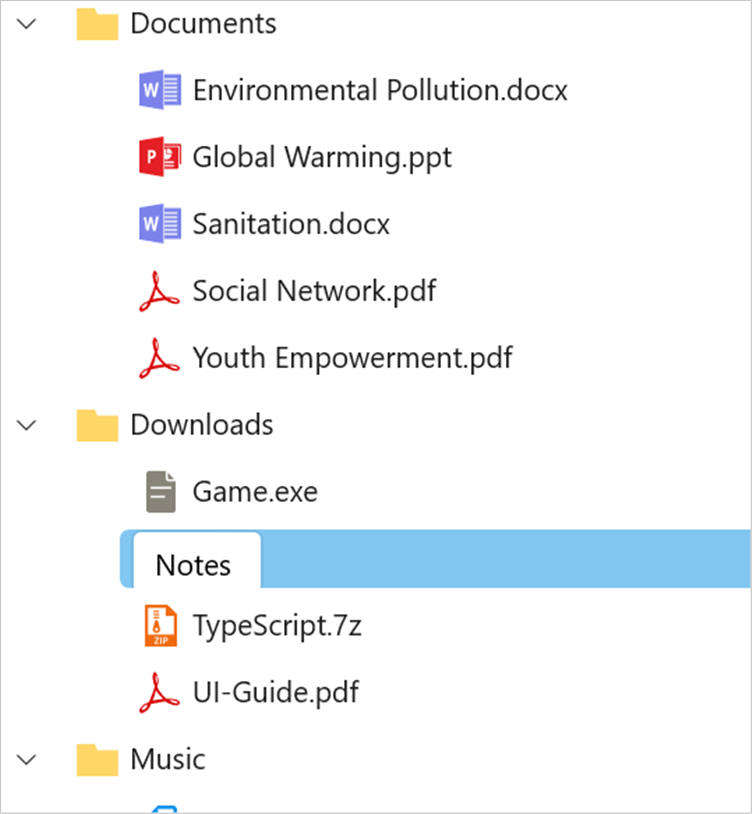 Documents
Environmental Pollution.docx
Global Warming.ppt
Sanitation.docx
Social Network.pdf
Youth Empowerment.pdf
Downloads
Game.exe
Notes
TypeScript.7z
UI-Guide.pdf
Music